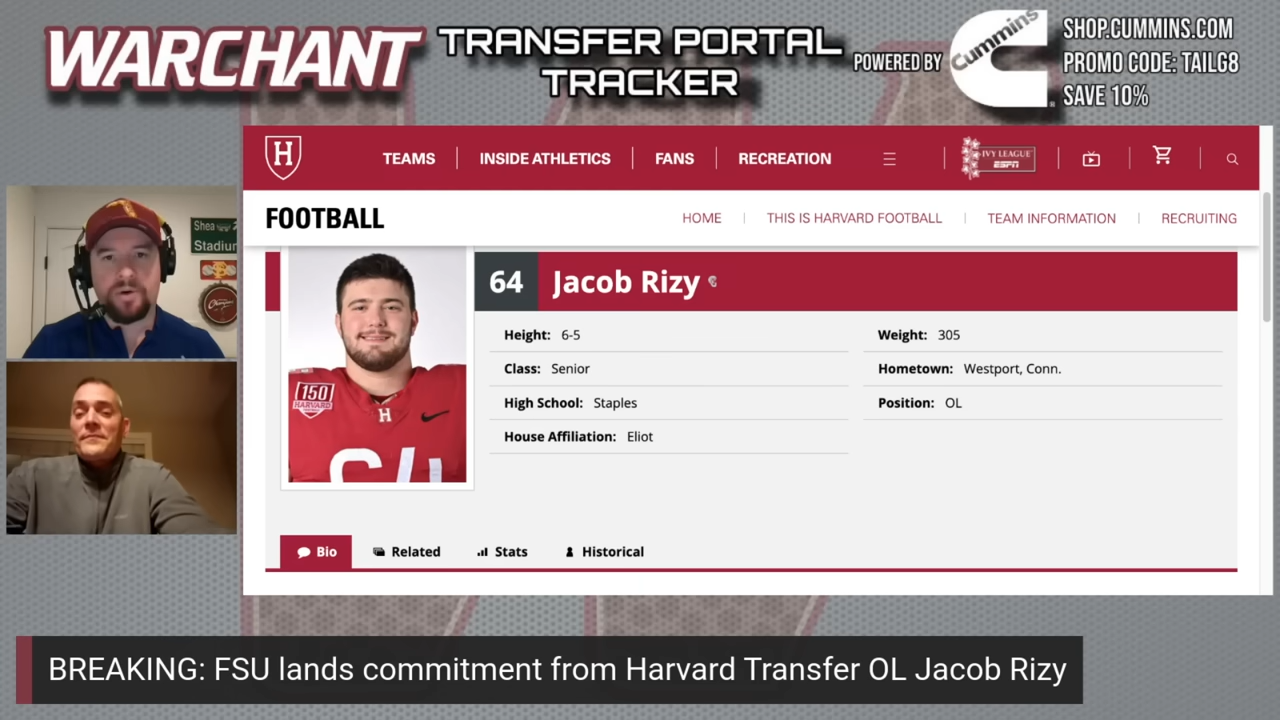 WARCHANT
TRANSFER PORTAL
TRACKER
POWERED BY
Cummins
SHOP.CUMMINS.COM
PROMO CODE: TAILG8
SAVE 10%
H
TEAMS
INSIDE ATHLETICS
FANS
RECREATION
IVY LEAGUE
ESPN
FOOTBALL
HOME
THIS IS HARVARD FOOTBALL
TEAM INFORMATION
RECRUITING
64 Jacob Rizy
Height: 6-5
Weight: 305
Class: Senior
Hometown: Westport, Conn.
High School: Staples
Position: OL
House Affiliation: Eliot
150
HARVARD
H
64
Shea
Stadium
Bio
Related
Stats
Historical
BREAKING: FSU lands commitment from Harvard Transfer OL Jacob Rizy